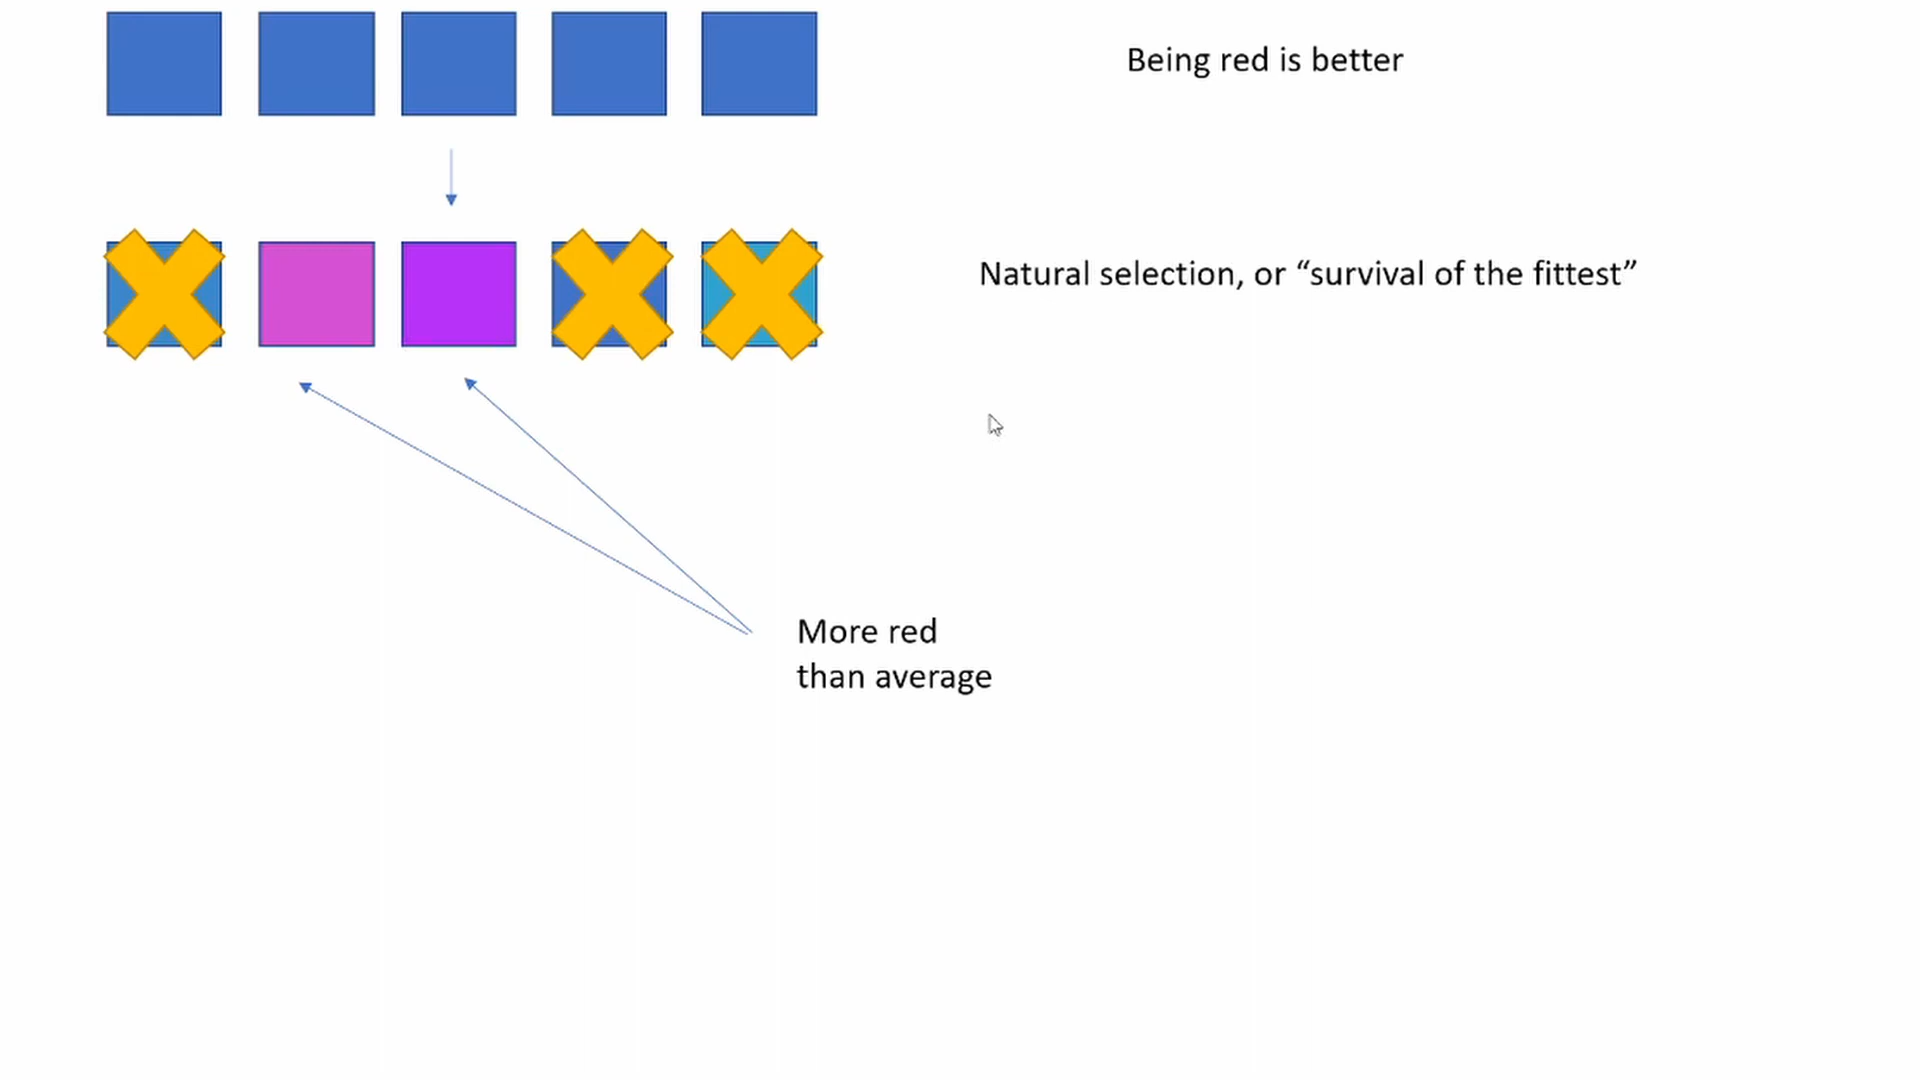 Being red is better
Natural selection, or “survival of the fittest”
More red
than average